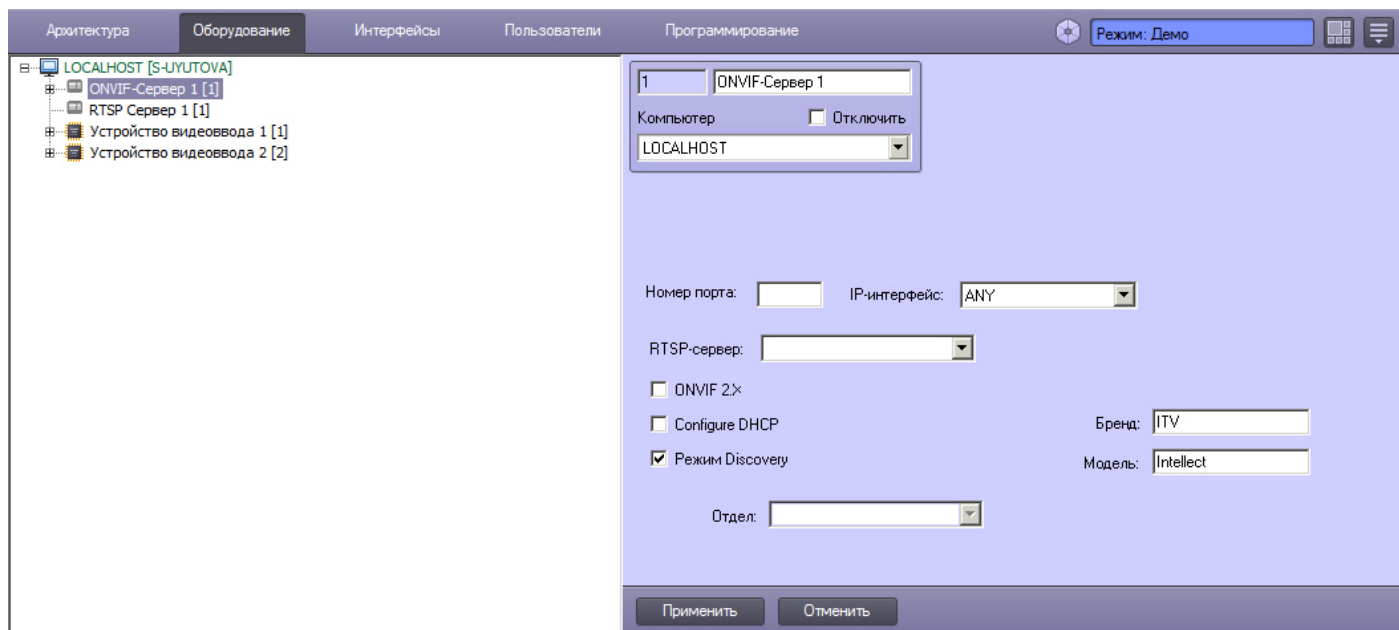 Архитектура Оборудование Интерфейсы Пользователи Программирование Режим: Демо
LOCALHOST [S-UYUTOVA]
ONVIF-Сервер 1 [1]
RTSP Сервер 1 [1]
Устройство видеоввода 1 [1]
Устройство видеоввода 2 [2]
1 ONVIF-Сервер 1
Компьютер Отключить
LOCALHOST
Номер порта: IP-интерфейс: ANY
RTSP-сервер:
ONVIF 2.X
Configure DHCP Бренд: ITV
Режим Discovery Модель: Intellect
Отдел:
Применить Отменить